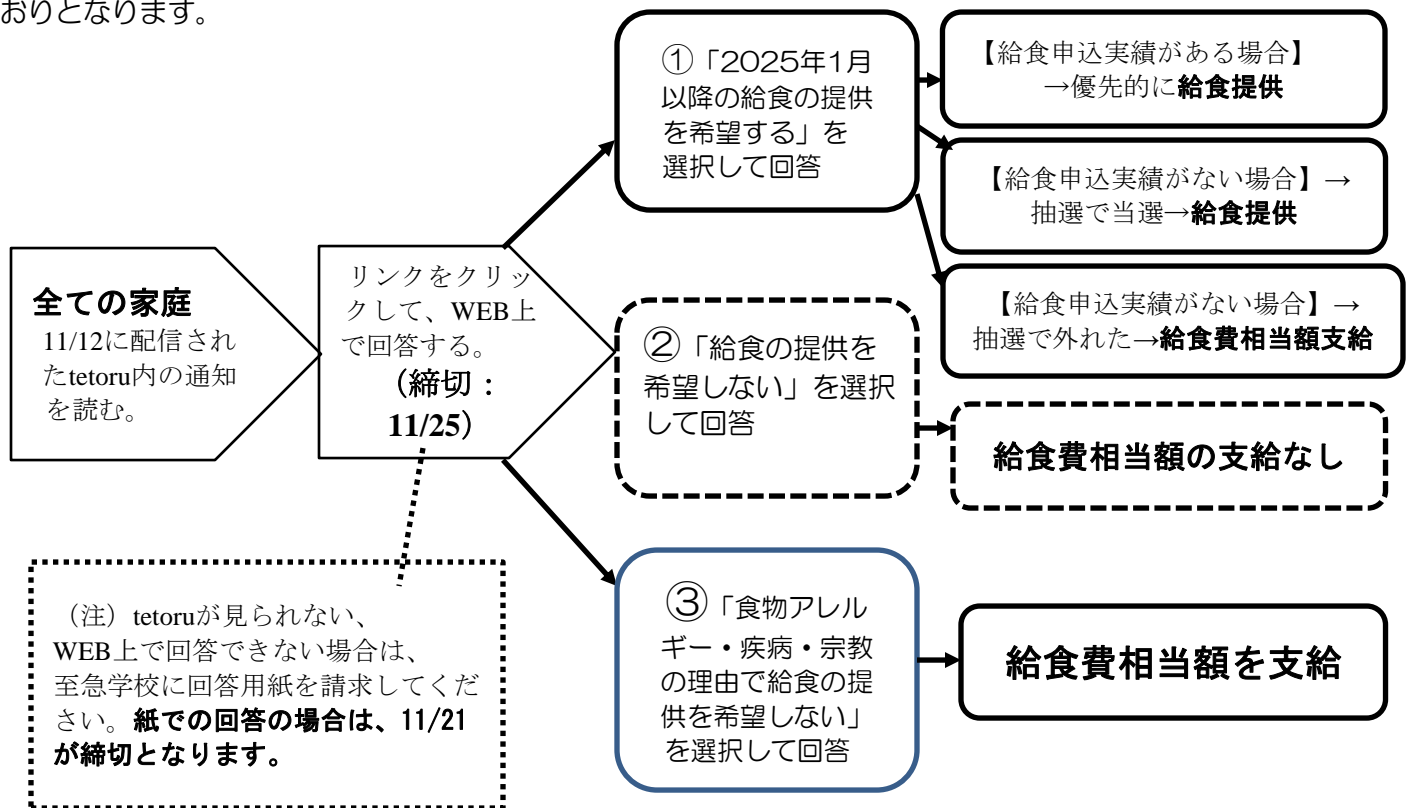 おりとなります。
全ての家庭
11/12に配信され
たtetoru内の通知
を読む。
リンクをクリッ
クして、WEB上
で回答する。
（締切：
11/25）
（注）tetoruが見られない、
WEB上で回答できない場合は、
至急学校に回答用紙を請求してくだ
さい。紙での回答の場合は、11/21
が締切となります。
①「2025年1月
以降の給食の提供
を希望する」を
選択して回答
【給食申込実績がある場合】
→優先的に給食提供
【給食申込実績がない場合】→
抽選で当選→給食提供
【給食申込実績がない場合】→
抽選で外れた→給食費相当額支給
②「給食の提供を
希望しない」を選択
して回答
給食費相当額の支給なし
③「食物アレル
ギー・疾病・宗教
の理由で給食の提
供を希望しない」
を選択して回答
給食費相当額を支給